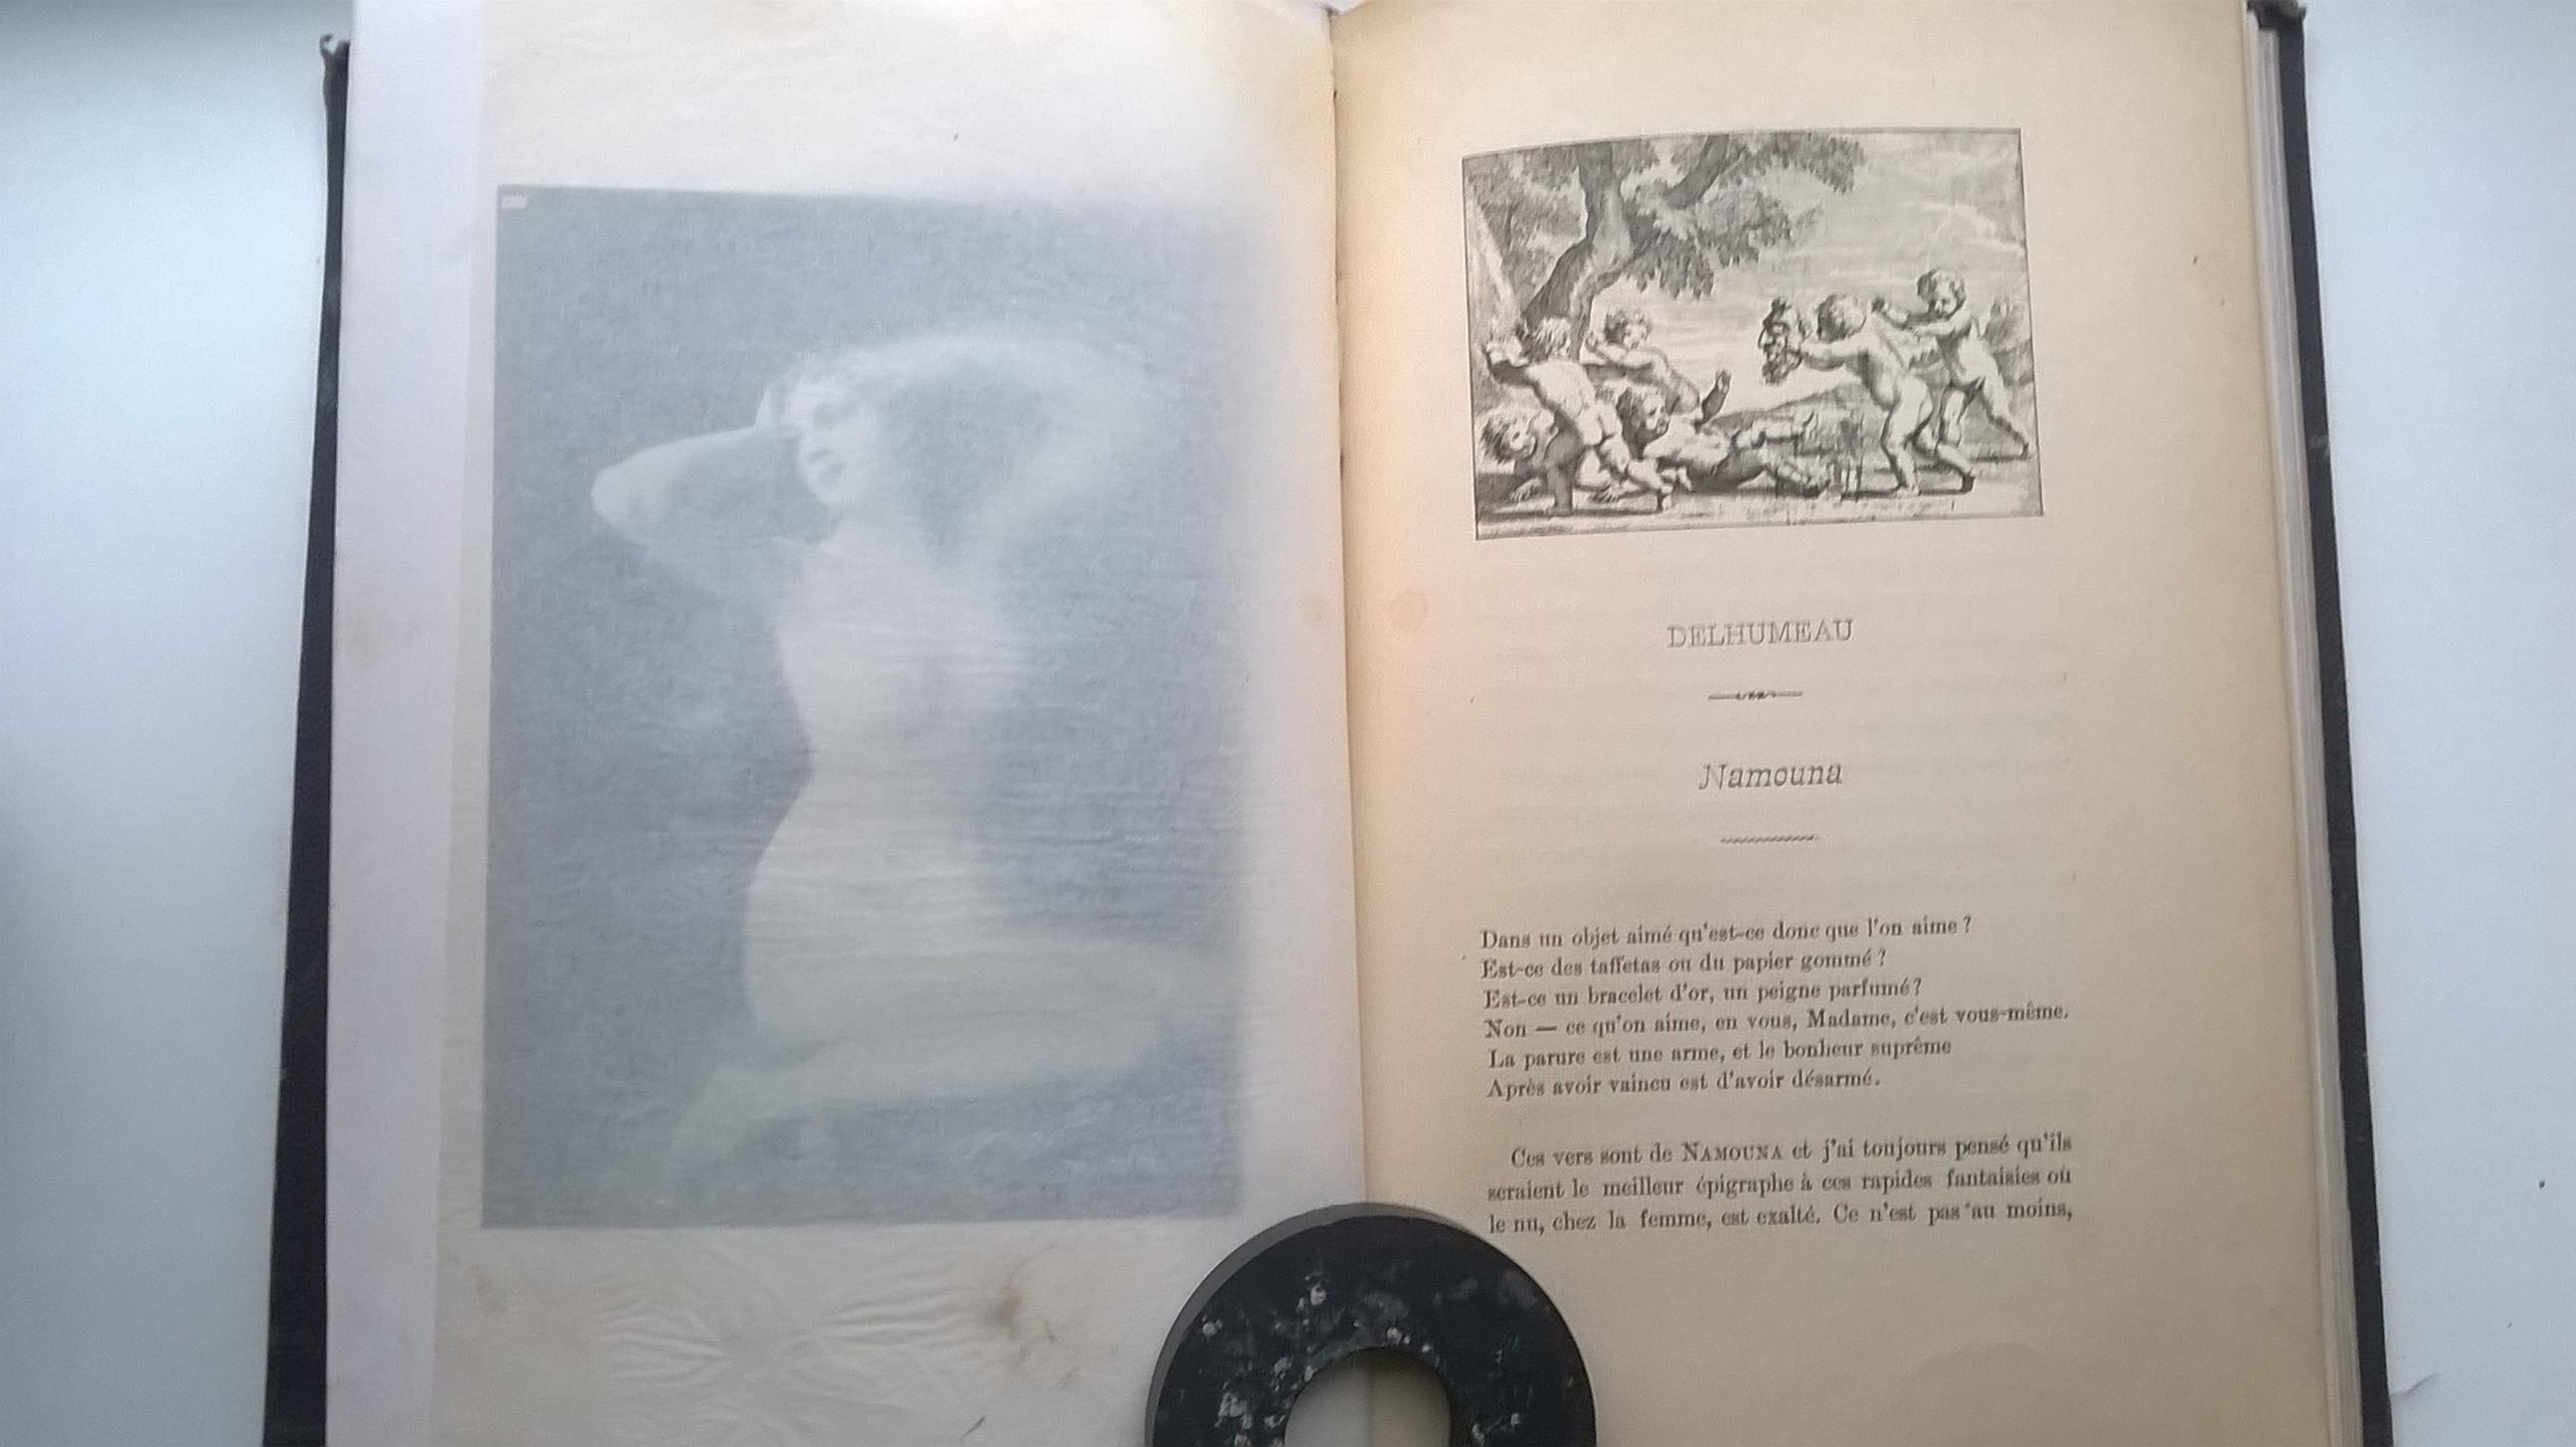 DELHUMEAU
Namouna
Dans un objet aimé qu'est-ce donc que l'on aime ?
Est-ce des taffetas ou du papier gommé ?
Est-ce un bracelet d'or, un peigne parfumé ?
Non — ce qu'on aime, en vous, Madame, c'est vous-même.
La parure est une arme, et le bonheur suprême
Après avoir vaincu est d'avoir désarmé.
Ces vers sont de NAMOUNA et j'ai toujours pensé qu'ils
seraient le meilleur épigraphe à ces rapides fantaisies où
le nu, chez la femme, est exalté. Ce n'est pas au moins,